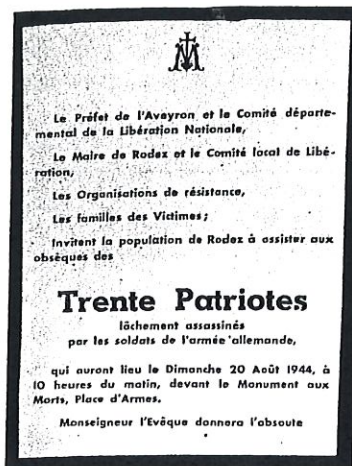 Le Préfet de l'Aveyron et le Comité départe-
mental de la Libération Nationale,
Le Maire de Rodez et le Comité local de Libé-
ration,
Les Organisations de résistance,
Les familles des Victimes ;
Invitent la population de Rodez à assister aux
obsèques des
Trente Patriotes
lâchement assassinés
par les soldats de l'armée allemande,
qui auront lieu le Dimanche 20 Août 1944, à
10 heures du matin, devant le Monument aux
Morts, Place d'Armes.
Monseigneur l'Evêque donnera l'absoute